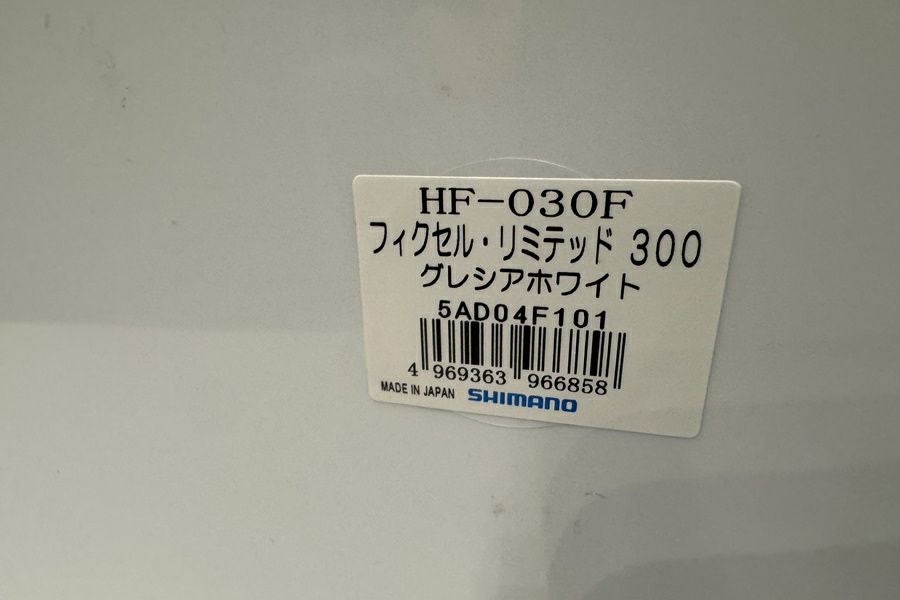 HF-030F
フィクセル・リミテッド 300
グレシアホワイト
5AD04F101
4 969363 966858
MADE IN JAPAN SHIMANO